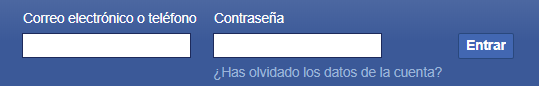 Correo electrónico o teléfono Contraseña
Entrar
¿Has olvidado los datos de la cuenta?